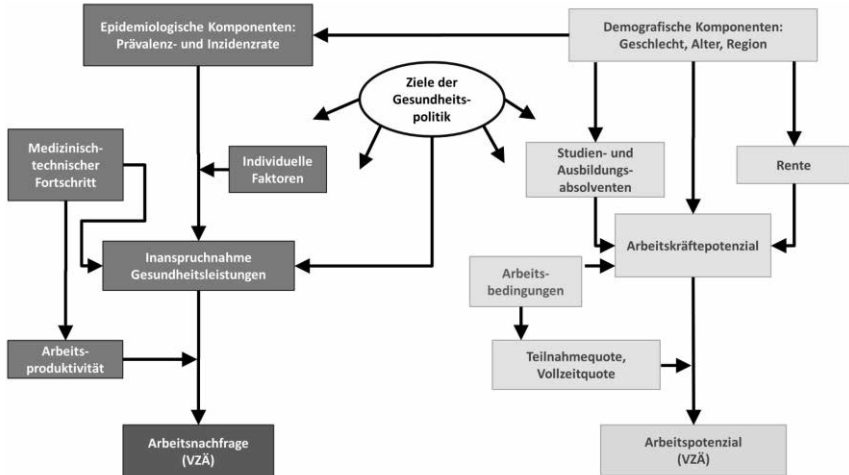 Epidemiologische Komponenten:
Prävalenz- und Inzidenzrate
Demografische Komponenten:
Geschlecht, Alter, Region
Ziele der
Gesundheits-
politik
Medizinisch-
technischer
Fortschritt
Individuelle
Faktoren
Studien- und
Ausbildungs-
absolventen
Rente
Inanspruchnahme
Gesundheitsleistungen
Arbeitskräftepotenzial
Arbeits-
bedingungen
Arbeits-
produktivität
Teilnahmequote,
Vollzeitquote
Arbeitsnachfrage
(VZÄ)
Arbeitspotenzial
(VZÄ)